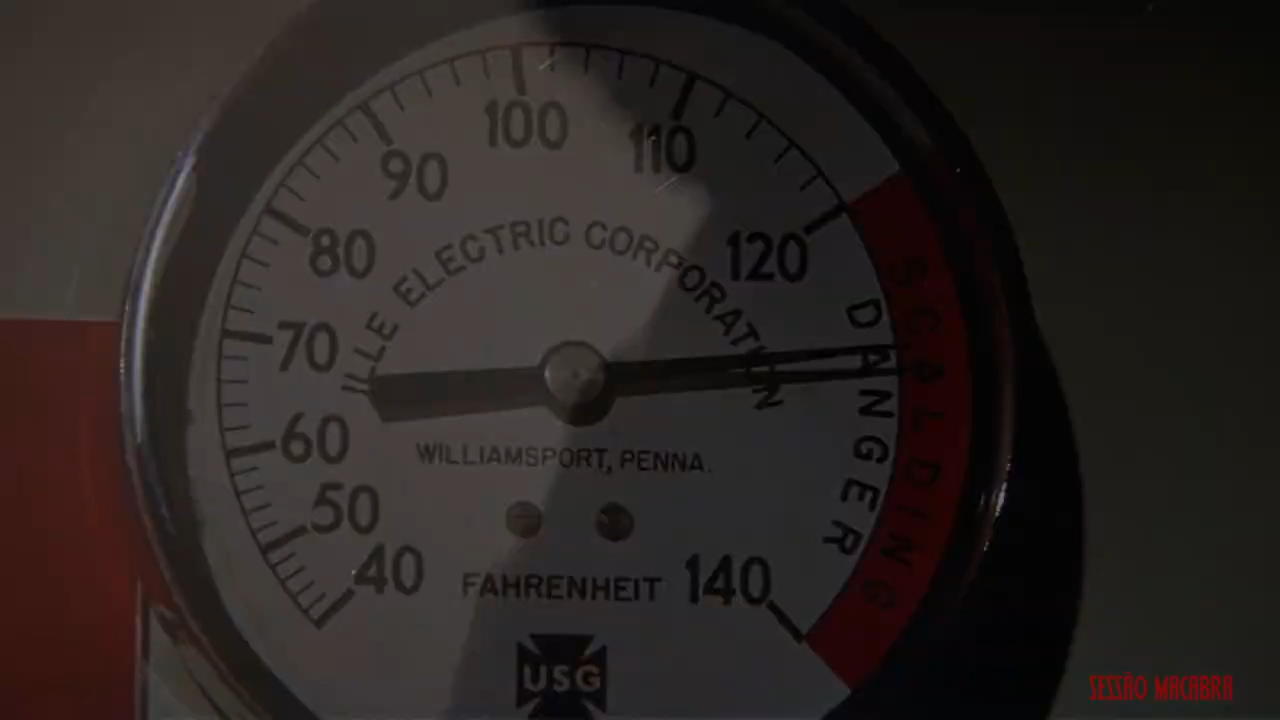 100
110
90
80
120
ILLE ELECTRIC CORPORATION
70
60
50
40
DANGER
SCALDING
WILLIAMSPORT, PENNA.
FAHRENHEIT
140
USG
SESSÃO MACABRA